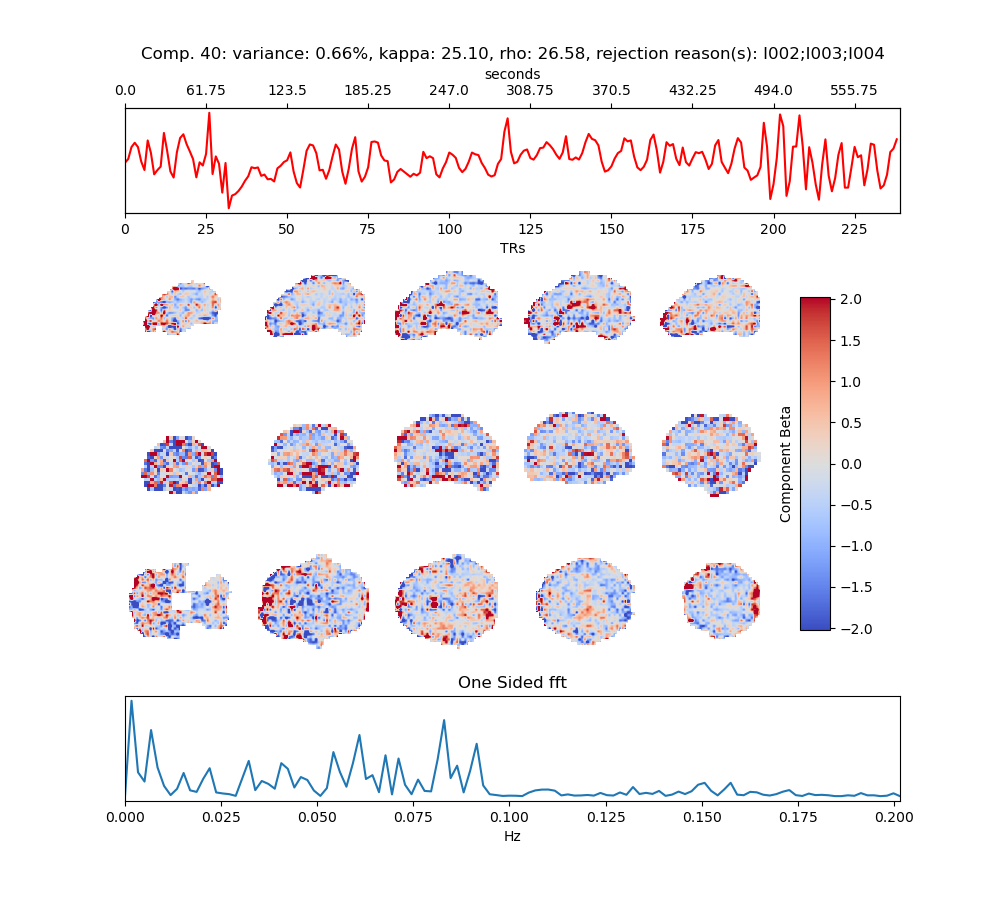 Comp. 40: variance: 0.66%, kappa: 25.10, rho: 26.58, rejection reason(s): I002;I003;I004
seconds
0.0 61.75 123.5 185.25 247.0 308.75 370.5 432.25 494.0 555.75
0 25 50 75 100 125 150 175 200 225
TRs
2.0
1.5
1.0
0.5
0.0
−0.5
−1.0
−1.5
−2.0
Component Beta
One Sided fft
0.000 0.025 0.050 0.075 0.100 0.125 0.150 0.175 0.200
Hz